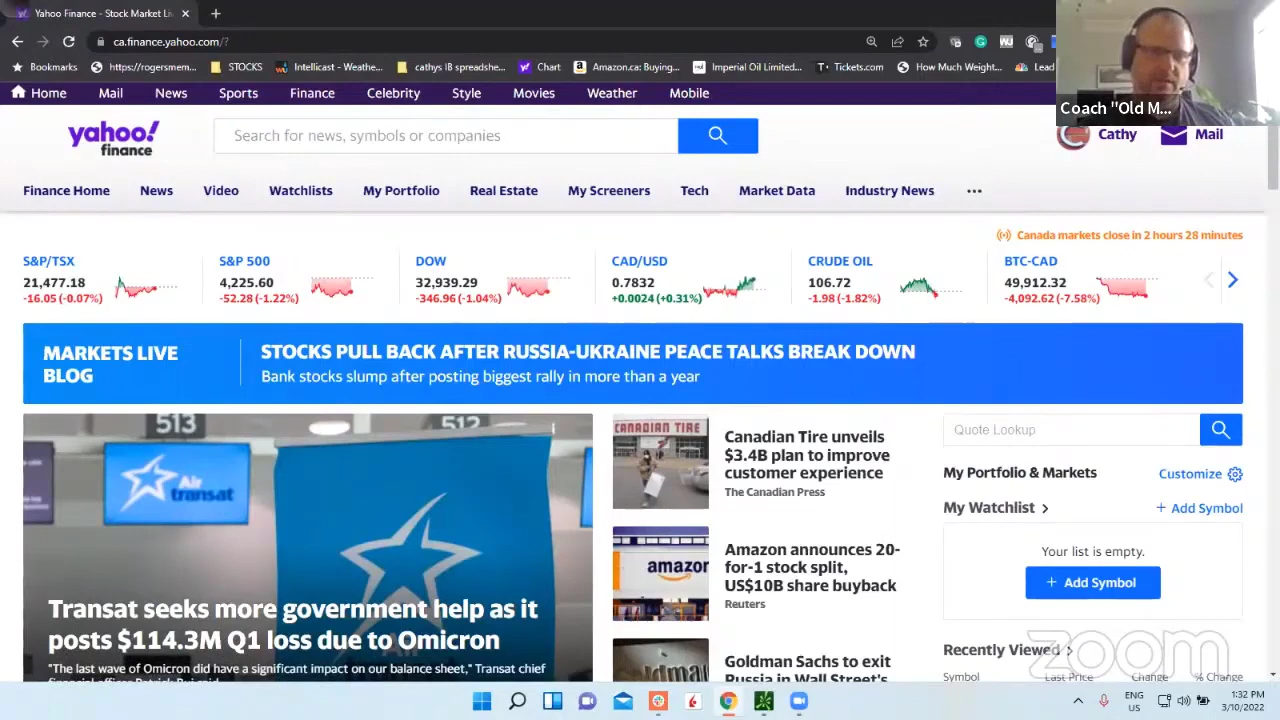 Yahoo Finance - Stock Market Li
ca.finance.yahoo.com/?
Bookmarks
https://rogersmem...
STOCKS
Intellicast - Weathe...
cathys IB spreadshe...
Chart
Amazon.ca: Buying...
Imperial Oil Limited...
Tickets.com
How Much Weight...
Lead
Coach "Old M...
Home
Mail
News
Sports
Finance
Celebrity
Style
Movies
Weather
Mobile
yahoo!
finance
Search for news, symbols or companies
Cathy
Mail
Finance Home
News
Video
Watchlists
My Portfolio
Real Estate
My Screeners
Tech
Market Data
Industry News
...
Canada markets close in 2 hours 28 minutes
S&P/TSX
21,477.18
-16.05 (-0.07%)
S&P 500
4,225.60
-52.28 (-1.22%)
DOW
32,939.29
-346.96 (-1.04%)
CAD/USD
0.7832
+0.0024 (+0.31%)
CRUDE OIL
106.72
-1.98 (-1.82%)
BTC-CAD
49,912.32
-4,092.62 (-7.58%)
MARKETS LIVE
BLOG
STOCKS PULL BACK AFTER RUSSIA-UKRAINE PEACE TALKS BREAK DOWN
Bank stocks slump after posting biggest rally in more than a year
513
512
Air
transat
Transat seeks more government help as it
posts $114.3M Q1 loss due to Omicron
"The last wave of Omicron did have a significant impact on our balance sheet," Transat chief
CANADIAN TIRE
Canadian Tire unveils
$3.4B plan to improve
customer experience
The Canadian Press
amazon
Amazon announces 20-
for-1 stock split,
US$10B share buyback
Reuters
Goldman Sachs to exit
Russia in Wall Street's
Quote Lookup
My Portfolio & Markets
Customize
My Watchlist >
+ Add Symbol
Your list is empty.
+ Add Symbol
Recently Viewed >
Symbol
Last Price
Change
% Change
zoom
ENG
US
1:32 PM
3/10/2022